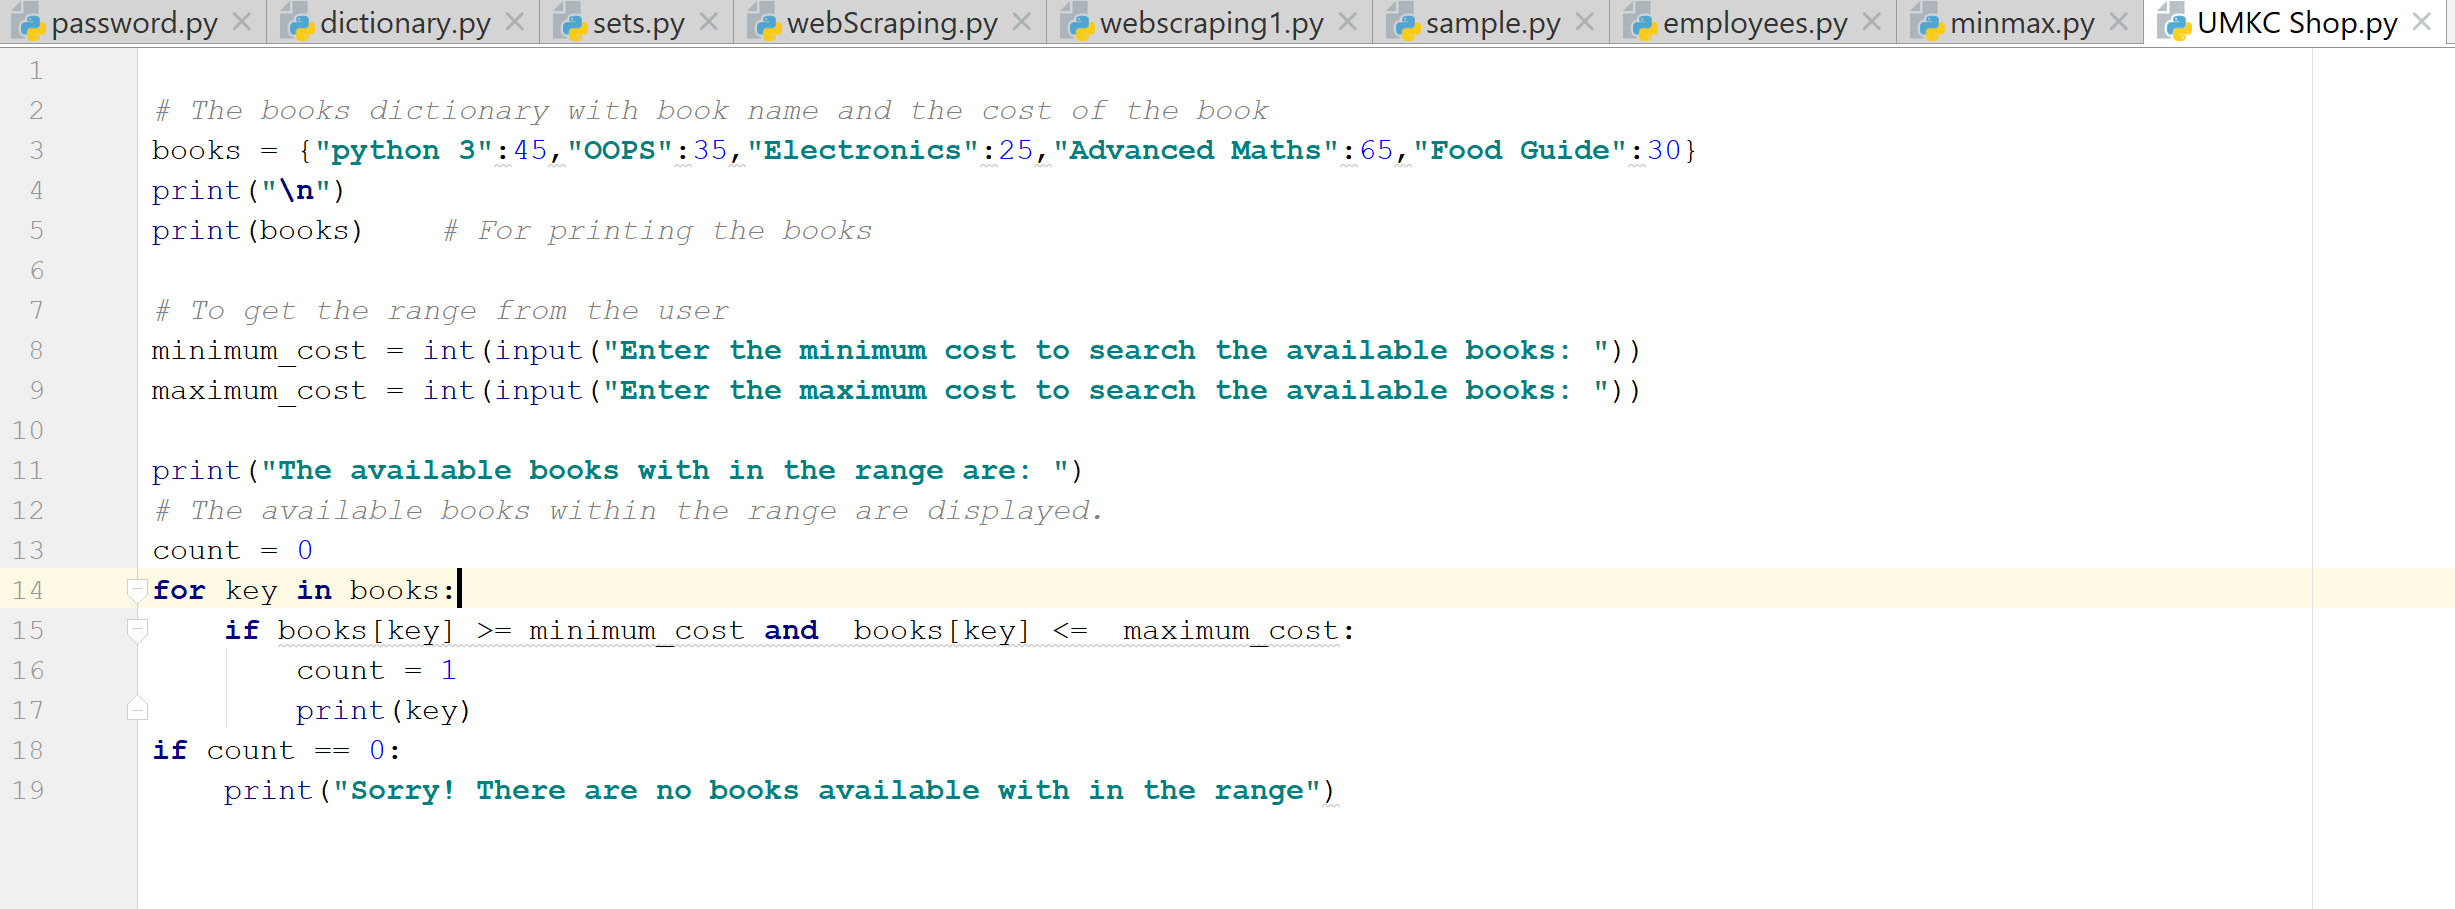 password.py dictionary.py sets.py webScraping.py webscraping1.py sample.py employees.py minmax.py UMKC Shop.py
1
2 # The books dictionary with book name and the cost of the book
3 books = {"python 3":45,"OOPS":35,"Electronics":25,"Advanced Maths":65,"Food Guide":30}
4 print("\n")
5 print(books)     # For printing the books
6
7 # To get the range from the user
8 minimum_cost = int(input("Enter the minimum cost to search the available books: "))
9 maximum_cost = int(input("Enter the maximum cost to search the available books: "))
10
11 print("The available books with in the range are: ")
12 # The available books within the range are displayed.
13 count = 0
14 for key in books:
15     if books[key] >= minimum_cost and  books[key] <=  maximum_cost:
16         count = 1
17         print(key)
18 if count == 0:
19     print("Sorry! There are no books available with in the range")